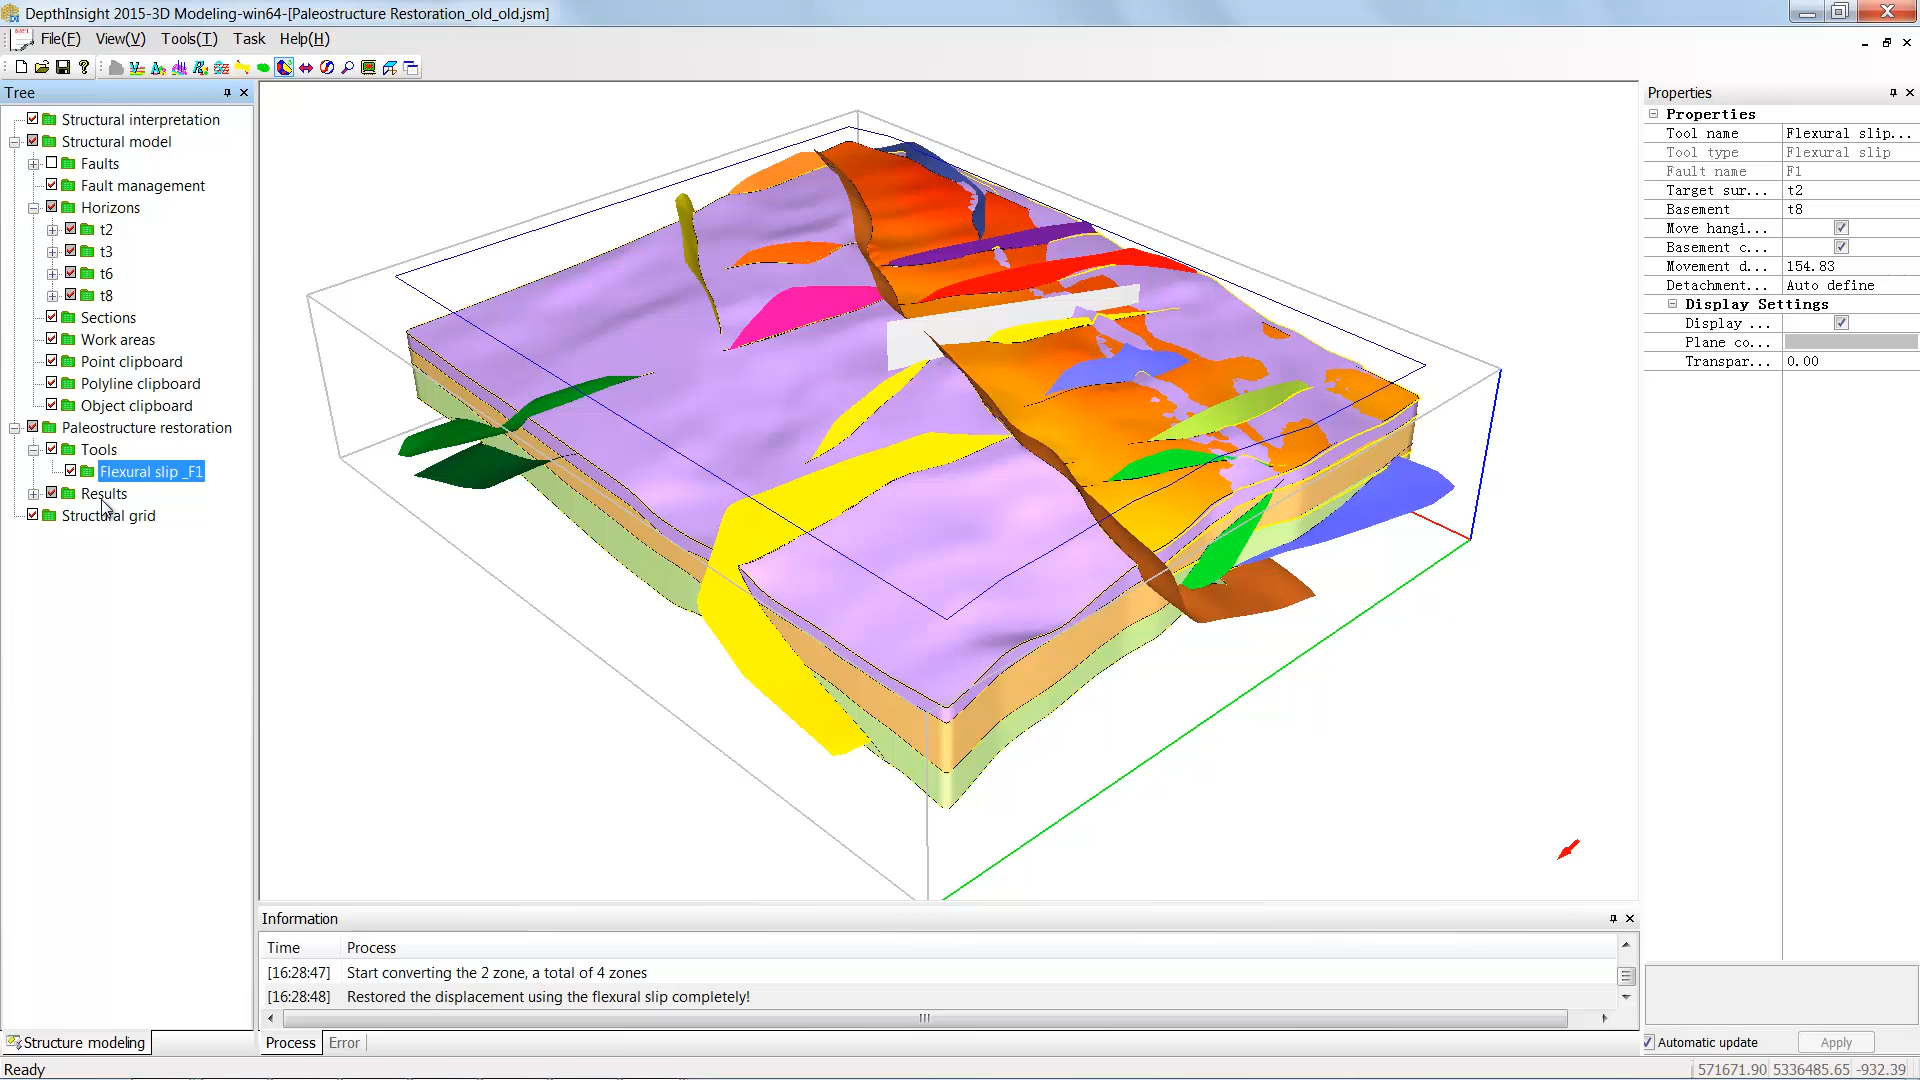 DepthInsight 2015-3D Modeling-win64-[Paleostructure Restoration_old_old.jsm]
File(F) View(V) Tools(T) Task Help(H)
Tree
Structural interpretation
Structural model
Faults
Fault management
Horizons
t2
t3
t6
t8
Sections
Work areas
Point clipboard
Polyline clipboard
Object clipboard
Paleostructure restoration
Tools
Flexural slip _F1
Results
Structural grid
Structure modeling
Information
Time Process
[16:28:47] Start converting the 2 zone, a total of 4 zones
[16:28:48] Restored the displacement using the flexural slip completely!
Process Error
Properties
Properties
Tool name Flexural slip...
Tool type Flexural slip
Fault name F1
Target sur... t2
Basement t8
Move hangi...
Basement c...
Movement d... 154.83
Detachment... Auto define
Display Settings
Display ...
Plane co...
Transpar... 0.00
Automatic update Apply
Ready 571671.90 5336485.65 -932.39